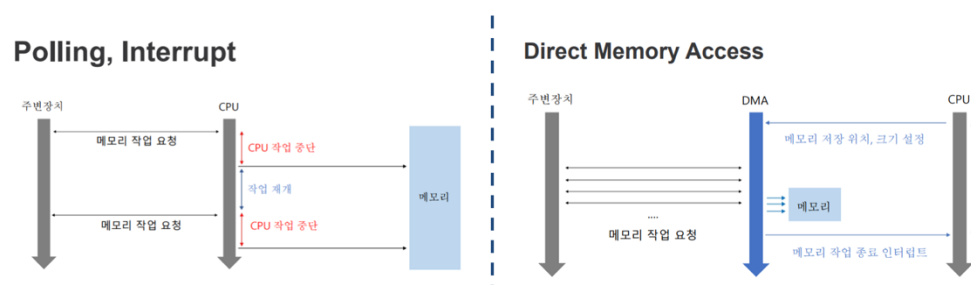 Polling, Interrupt
주변장치
CPU
메모리 작업 요청
CPU 작업 중단
작업 재개
메모리
메모리 작업 요청
CPU 작업 중단
Direct Memory Access
주변장치
DMA
CPU
메모리 저장 위치, 크기 설정
메모리
....
메모리 작업 요청
메모리 작업 종료 인터럽트